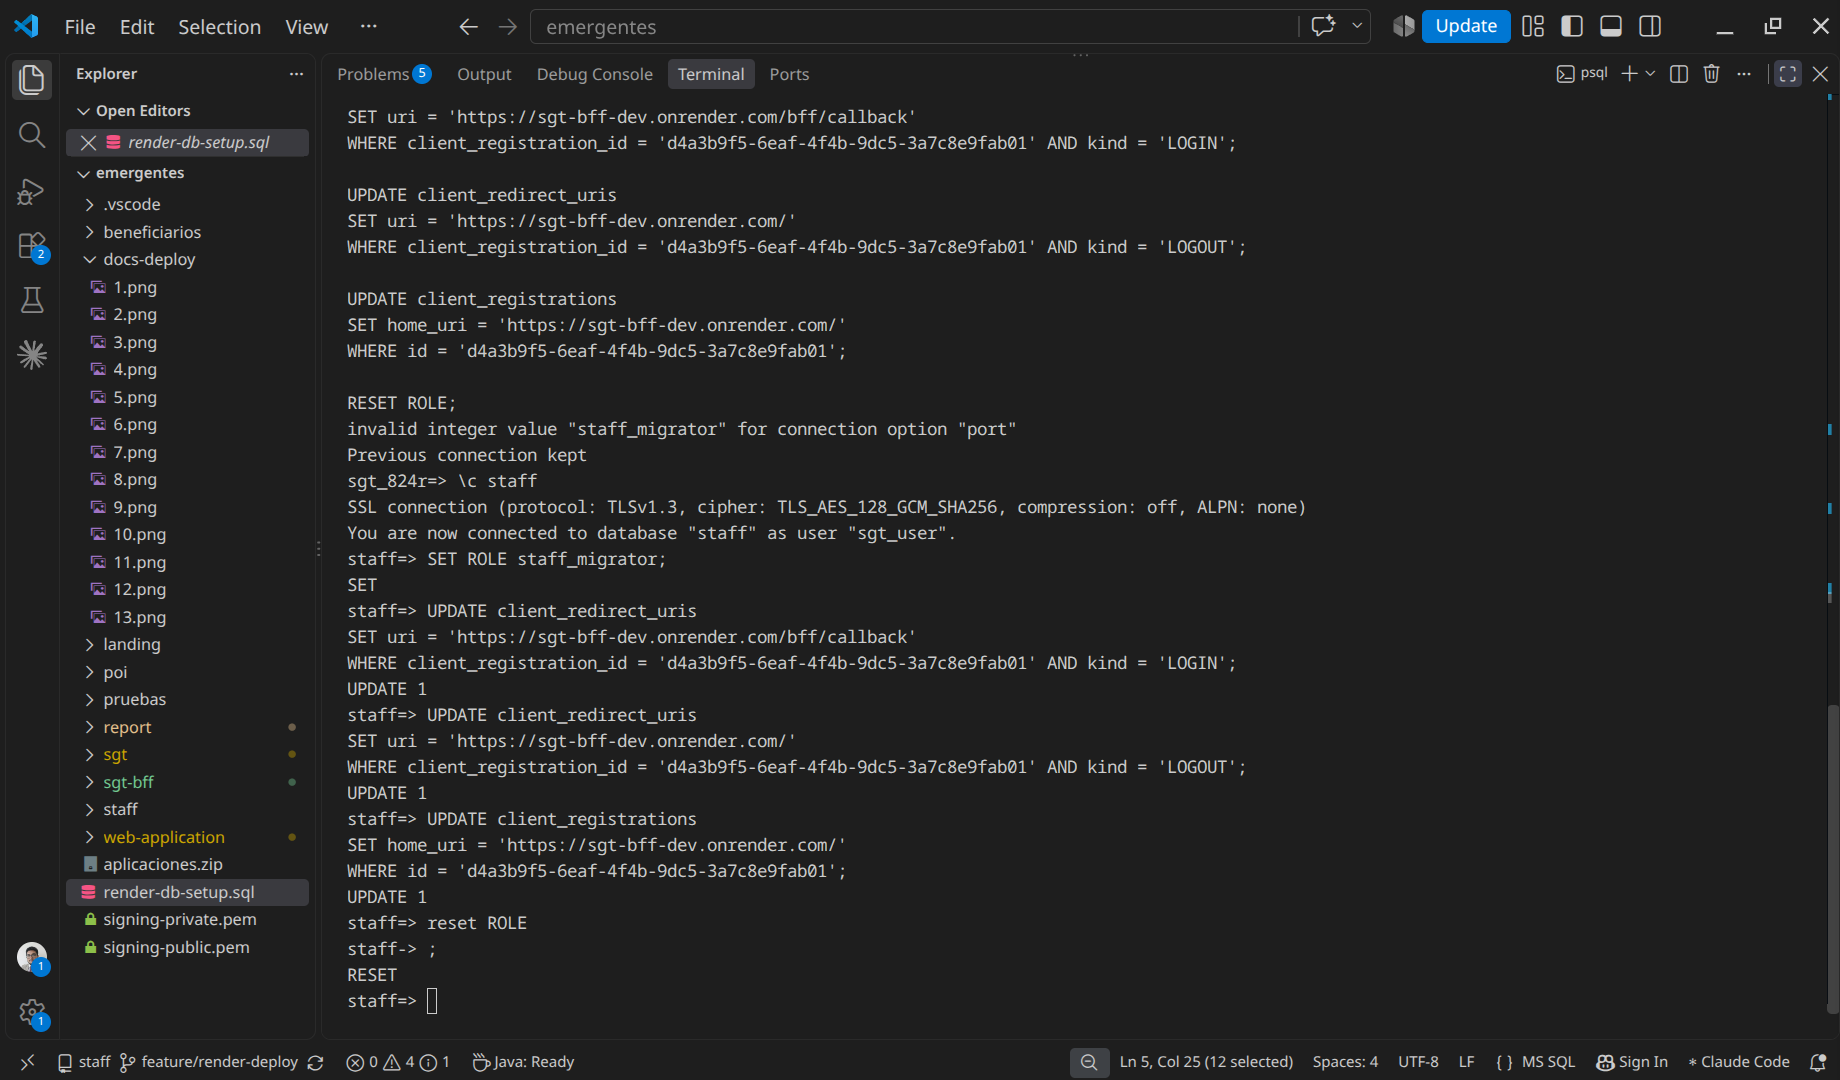 File Edit Selection View ··· emergentes Update
Explorer ···
Open Editors
render-db-setup.sql
emergentes
.vscode
beneficiarios
docs-deploy
1.png
2.png
3.png
4.png
5.png
6.png
7.png
8.png
9.png
10.png
11.png
12.png
13.png
landing
poi
pruebas
report
sgt
sgt-bff
staff
web-application
aplicaciones.zip
render-db-setup.sql
signing-private.pem
signing-public.pem
2
1
1
Problems 5 Output Debug Console Terminal Ports psql
SET uri = 'https://sgt-bff-dev.onrender.com/bff/callback'
WHERE client_registration_id = 'd4a3b9f5-6eaf-4f4b-9dc5-3a7c8e9fab01' AND kind = 'LOGIN';
UPDATE client_redirect_uris
SET uri = 'https://sgt-bff-dev.onrender.com/'
WHERE client_registration_id = 'd4a3b9f5-6eaf-4f4b-9dc5-3a7c8e9fab01' AND kind = 'LOGOUT';
UPDATE client_registrations
SET home_uri = 'https://sgt-bff-dev.onrender.com/'
WHERE id = 'd4a3b9f5-6eaf-4f4b-9dc5-3a7c8e9fab01';
RESET ROLE;
invalid integer value "staff_migrator" for connection option "port"
Previous connection kept
sgt_824r=> \c staff
SSL connection (protocol: TLSv1.3, cipher: TLS_AES_128_GCM_SHA256, compression: off, ALPN: none)
You are now connected to database "staff" as user "sgt_user".
staff=> SET ROLE staff_migrator;
SET
staff=> UPDATE client_redirect_uris
SET uri = 'https://sgt-bff-dev.onrender.com/bff/callback'
WHERE client_registration_id = 'd4a3b9f5-6eaf-4f4b-9dc5-3a7c8e9fab01' AND kind = 'LOGIN';
UPDATE 1
staff=> UPDATE client_redirect_uris
SET uri = 'https://sgt-bff-dev.onrender.com/'
WHERE client_registration_id = 'd4a3b9f5-6eaf-4f4b-9dc5-3a7c8e9fab01' AND kind = 'LOGOUT';
UPDATE 1
staff=> UPDATE client_registrations
SET home_uri = 'https://sgt-bff-dev.onrender.com/'
WHERE id = 'd4a3b9f5-6eaf-4f4b-9dc5-3a7c8e9fab01';
UPDATE 1
staff=> reset ROLE
staff-> ;
RESET
staff=>
staff feature/render-deploy 0 4 1 Java: Ready Ln 5, Col 25 (12 selected) Spaces: 4 UTF-8 LF { } MS SQL Sign In Claude Code